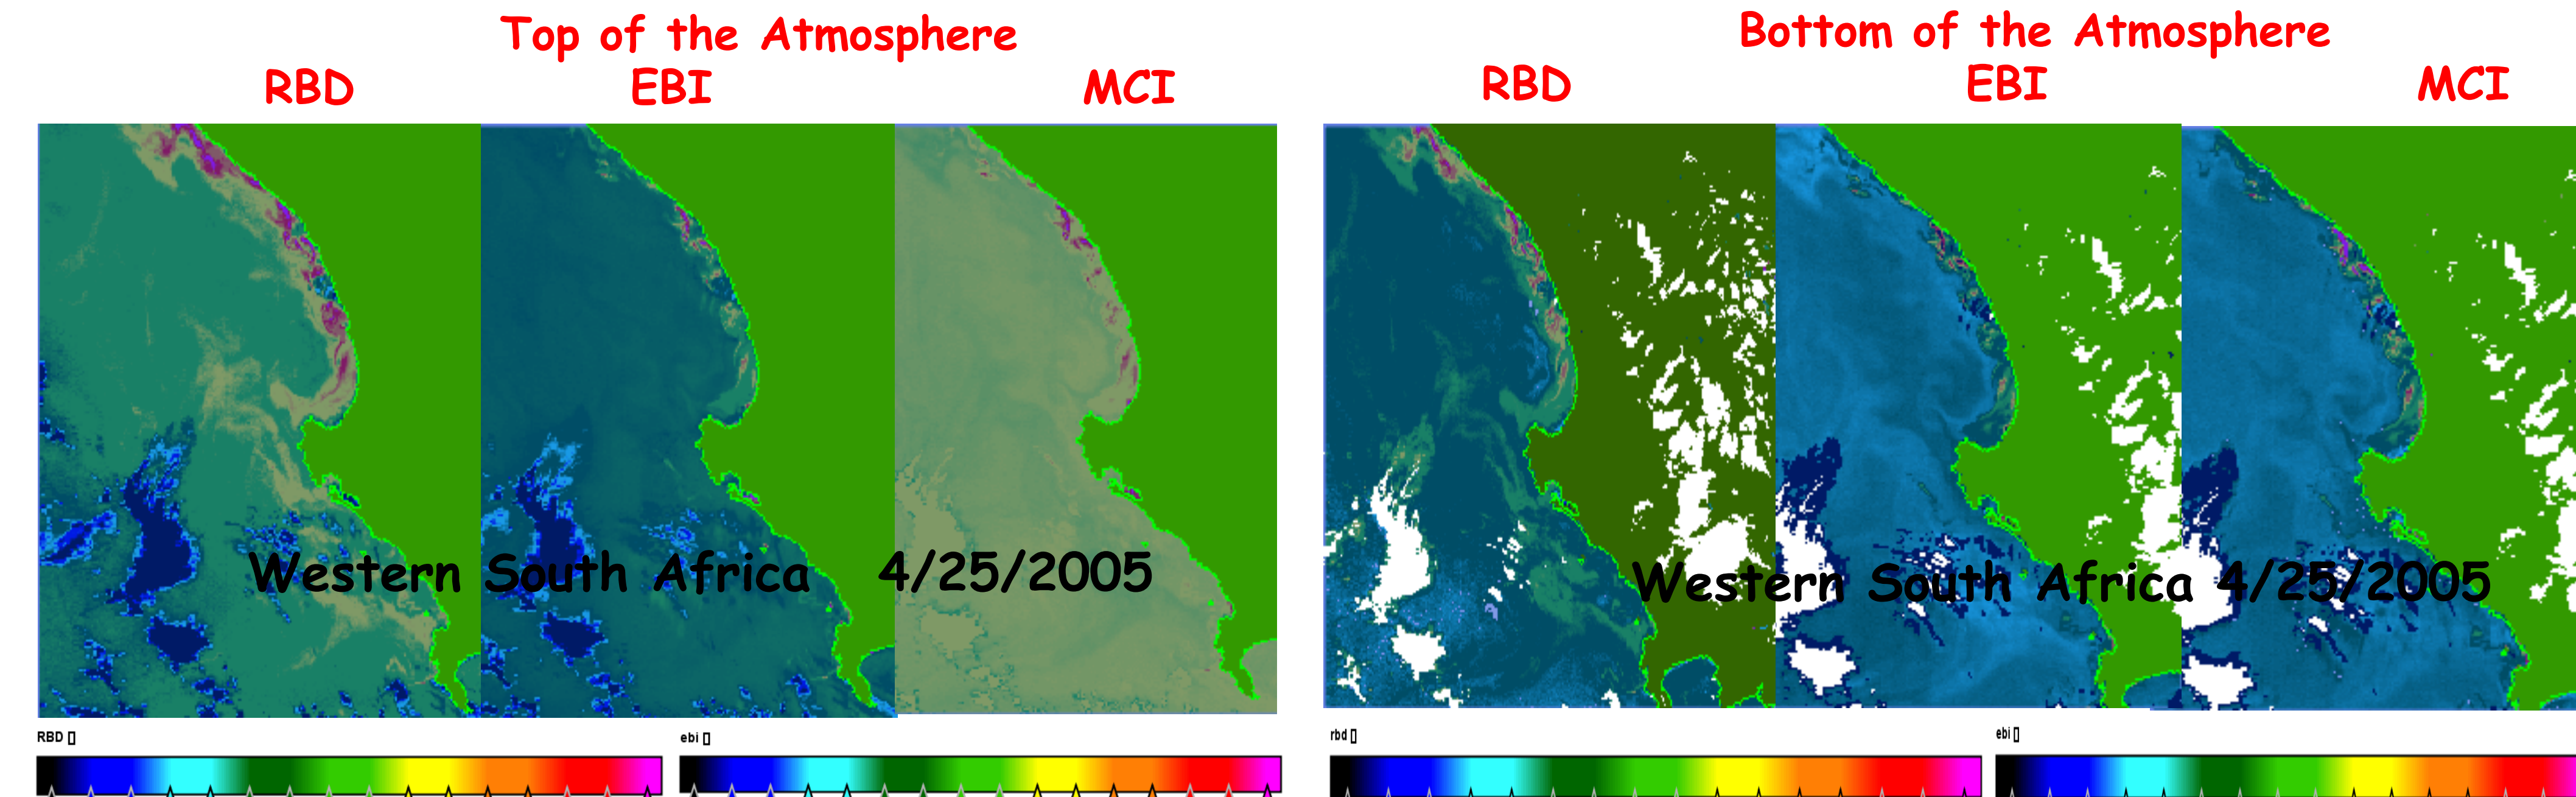 Top of the Atmosphere
RBD EBI MCI
Western South Africa 4/25/2005
RBD
ebi
Bottom of the Atmosphere
RBD EBI MCI
Western South Africa 4/25/2005
rbd
ebi